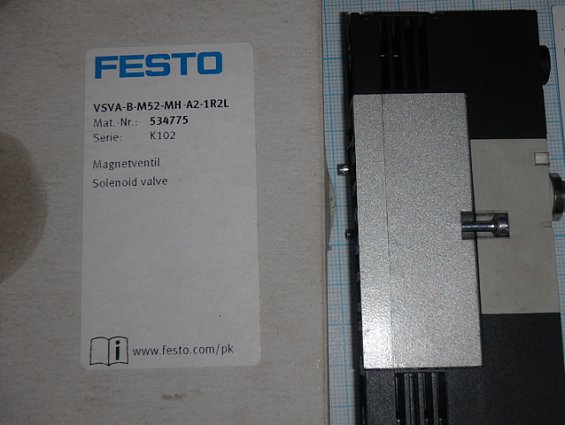 FESTO
VSVA-B-M52-MH-A2-1R2L
Mat.-Nr.: 534775
Serie: K102
Magnetventil
Solenoid valve
www.festo.com/pk